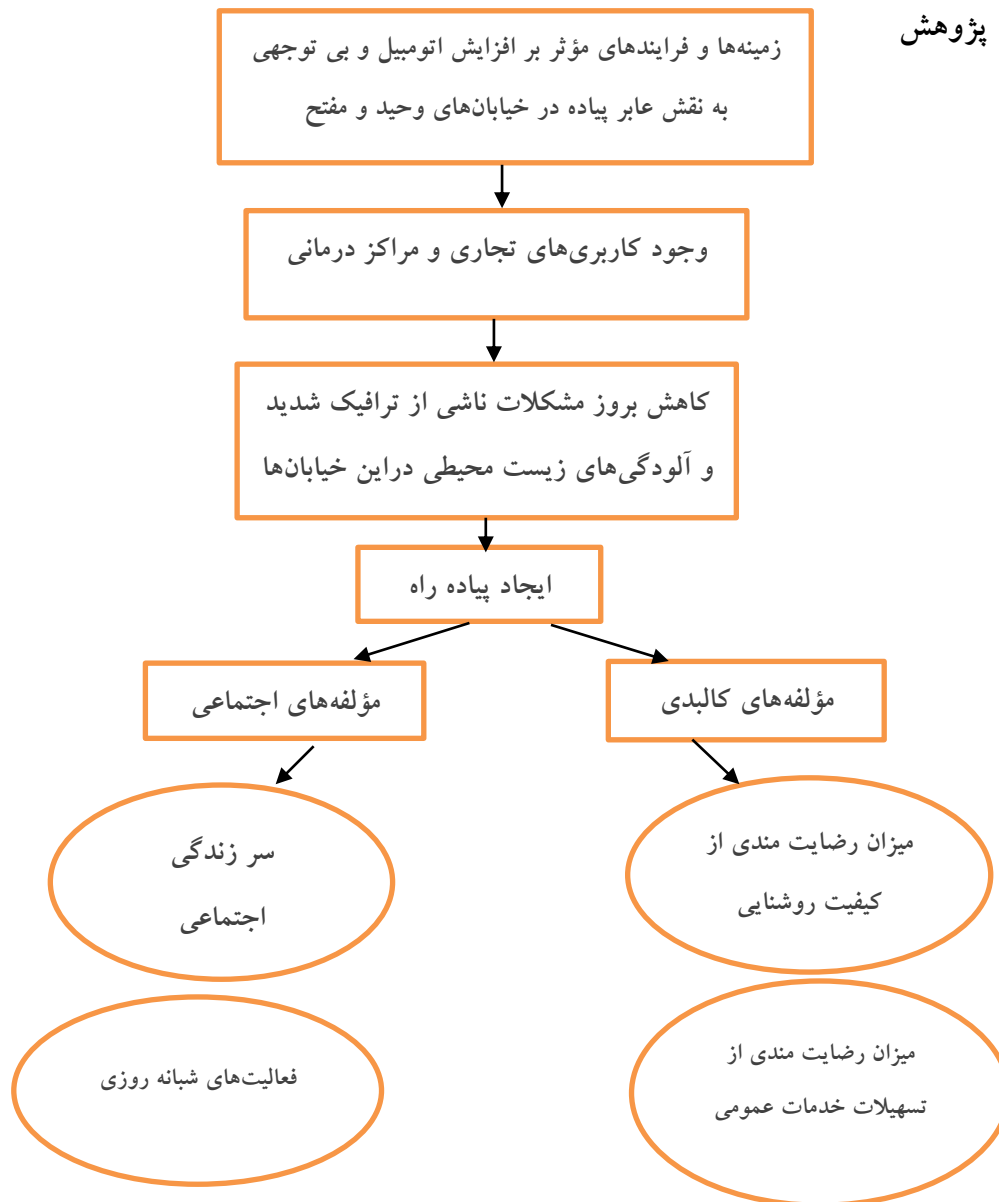 پژوهش
زمینه‌ها و فرایندهای مؤثر بر افزایش اتومبیل و بی توجهی
به نقش عابر پیاده در خیابان‌های وحید و مفتح
وجود کاربری‌های تجاری و مراکز درمانی
کاهش بروز مشکلات ناشی از ترافیک شدید
و آلودگی‌های زیست محیطی دراین خیابان‌ها
ایجاد پیاده راه
مؤلفه‌های کالبدی
مؤلفه‌های اجتماعی
میزان رضایت مندی از
کیفیت روشنایی
سر زندگی
اجتماعی
میزان رضایت مندی از
تسهیلات خدمات عمومی
فعالیت‌های شبانه روزی